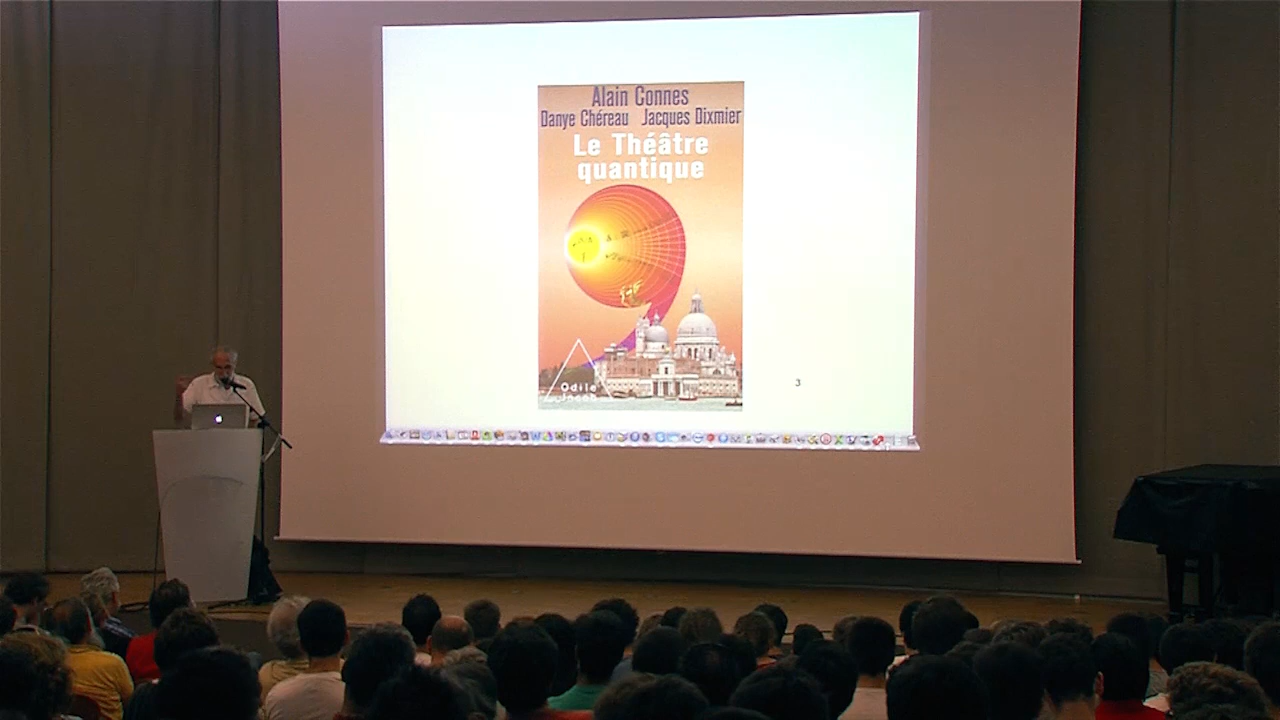 Alain Connes
Danye Chéreau Jacques Dixmier
Le Théâtre
quantique
Odile
Jacob
3